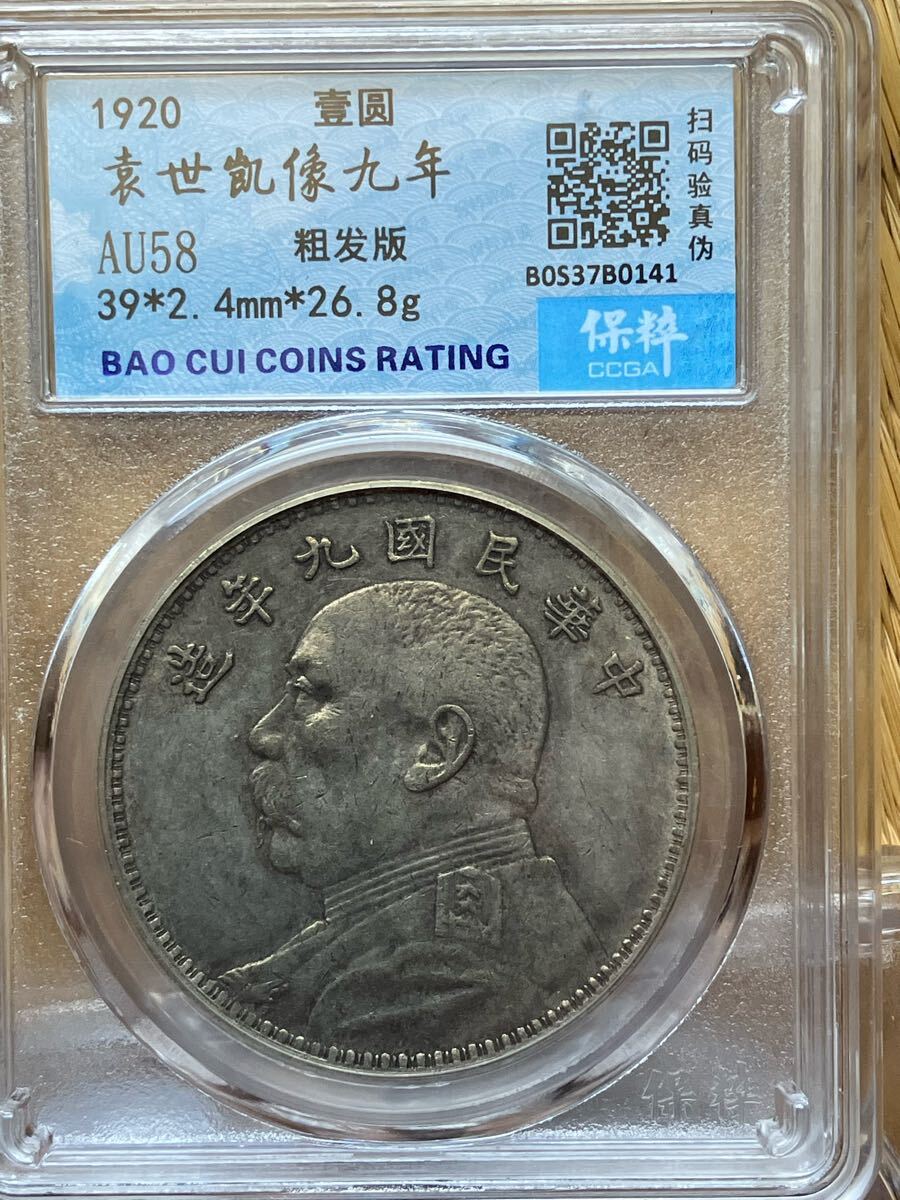 1920 壹圆
袁世凯像九年
AU58 粗发版
39*2.4mm*26.8g
BAO CUI COINS RATING
扫码验真伪
B0S37B0141
保粹
CCGA
造年九國民華中
保粹